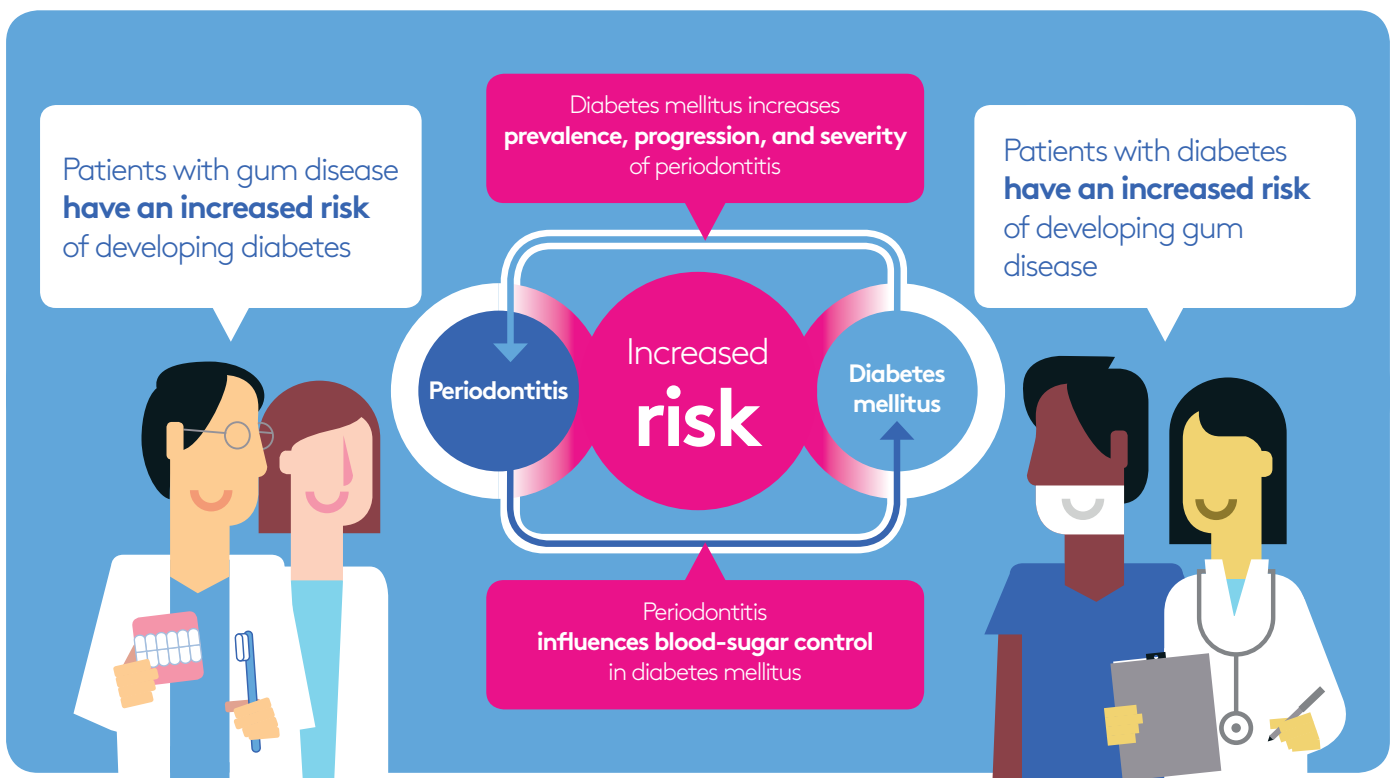 Patients with gum disease
have an increased risk
of developing diabetes
Diabetes mellitus increases
prevalence, progression, and severity
of periodontitis
Patients with diabetes
have an increased risk
of developing gum
disease
Periodontitis
Increased
risk
Diabetes
mellitus
Periodontitis
influences blood-sugar control
in diabetes mellitus